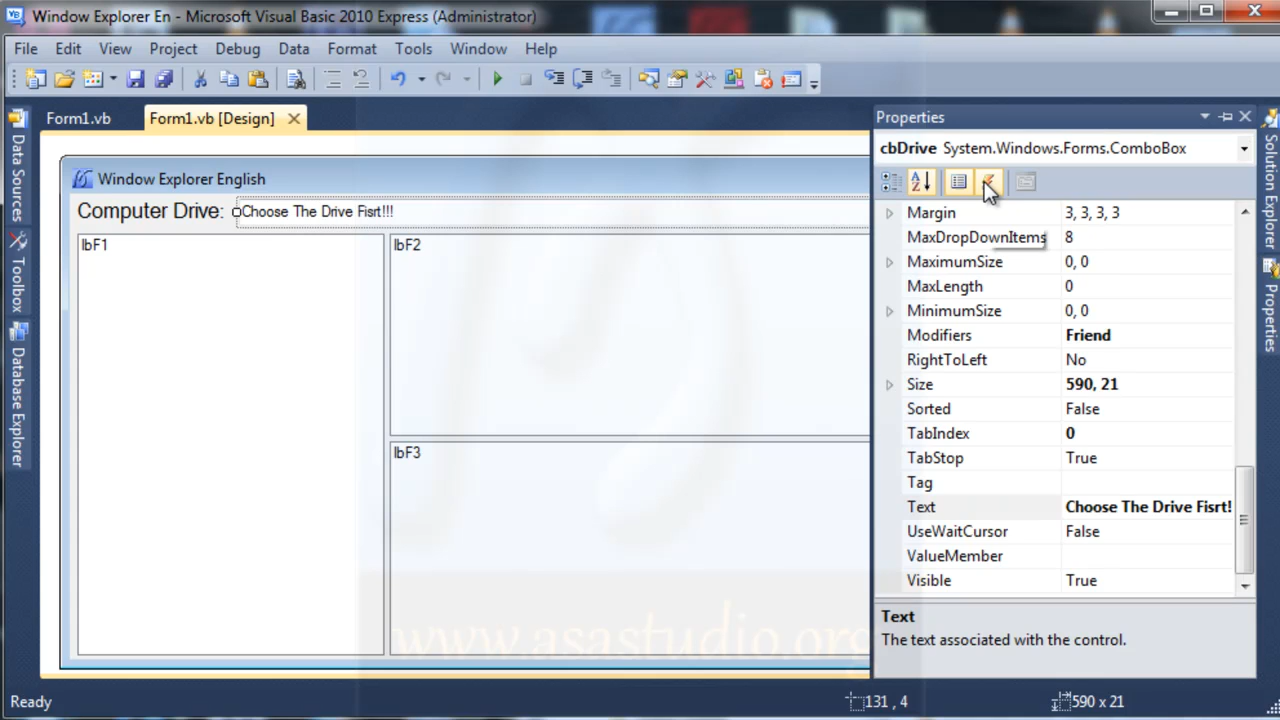 Window Explorer En - Microsoft Visual Basic 2010 Express (Administrator)
File Edit View Project Debug Data Format Tools Window Help
Form1.vb Form1.vb [Design]
Properties
cbDrive System.Windows.Forms.ComboBox
Data Sources
Toolbox
Database Explorer
Window Explorer English
Computer Drive: Choose The Drive Fisrt!!!
lbF1
lbF2
lbF3
Margin 3, 3, 3, 3
MaxDropDownItems 8
MaximumSize 0, 0
MaxLength 0
MinimumSize 0, 0
Modifiers Friend
RightToLeft No
Size 590, 21
Sorted False
TabIndex 0
TabStop True
Tag
Text Choose The Drive Fisrt!
UseWaitCursor False
ValueMember
Visible True
Text
The text associated with the control.
Solution Explorer
Properties
www.asastudio.org
Ready 131 , 4 590 x 21